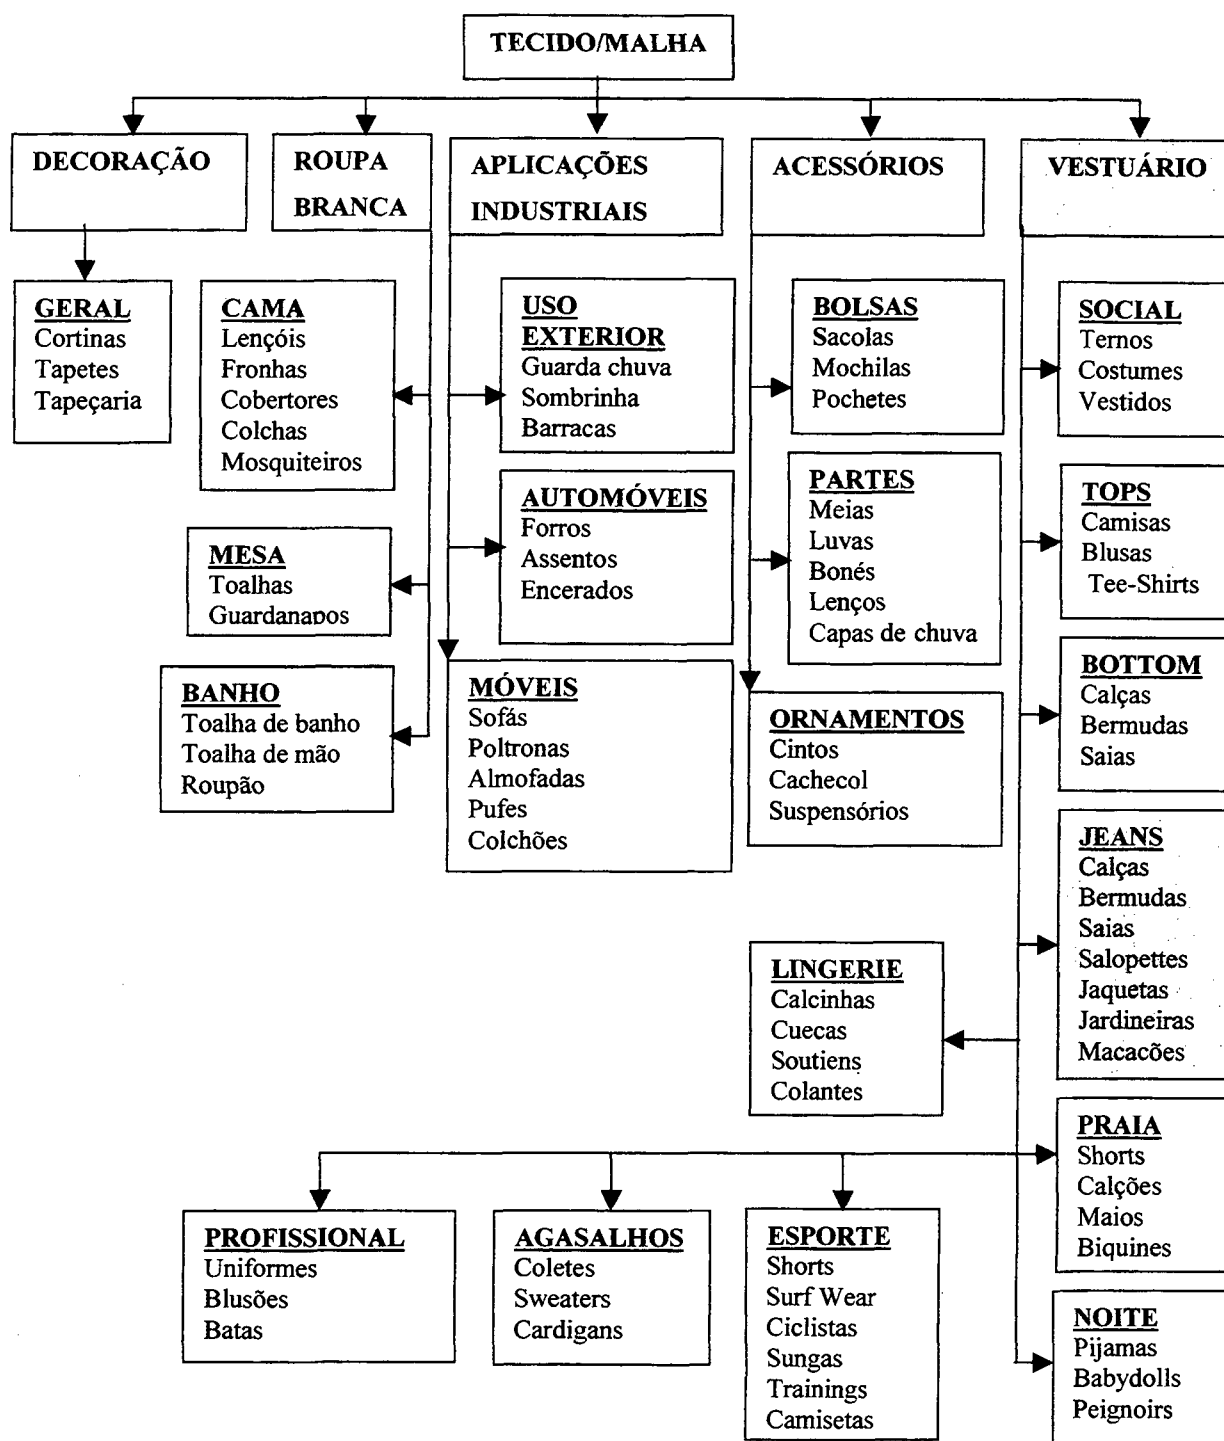 TECIDO/MALHA
DECORAÇÃO
ROUPA
BRANCA
APLICAÇÕES
INDUSTRIAIS
ACESSÓRIOS
VESTUÁRIO
GERAL
Cortinas
Tapetes
Tapeçaria
CAMA
Lençóis
Fronhas
Cobertores
Colchas
Mosquiteiros
MESA
Toalhas
Guardanapos
BANHO
Toalha de banho
Toalha de mão
Roupão
USO
EXTERIOR
Guarda chuva
Sombrinha
Barracas
AUTOMÓVEIS
Forros
Assentos
Encerados
MÓVEIS
Sofás
Poltronas
Almofadas
Pufes
Colchões
BOLSAS
Sacolas
Mochilas
Pochetes
PARTES
Meias
Luvas
Bonés
Lenços
Capas de chuva
ORNAMENTOS
Cintos
Cachecol
Suspensórios
SOCIAL
Ternos
Costumes
Vestidos
TOPS
Camisas
Blusas
Tee-Shirts
BOTTOM
Calças
Bermudas
Saias
JEANS
Calças
Bermudas
Saias
Salopettes
Jaquetas
Jardineiras
Macacões
LINGERIE
Calcinhas
Cuecas
Soutiens
Colantes
PRAIA
Shorts
Calções
Maios
Biquines
PROFISSIONAL
Uniformes
Blusões
Batas
AGASALHOS
Coletes
Sweaters
Cardigans
ESPORTE
Shorts
Surf Wear
Ciclistas
Sungas
Trainings
Camisetas
NOITE
Pijamas
Babydolls
Peignoirs